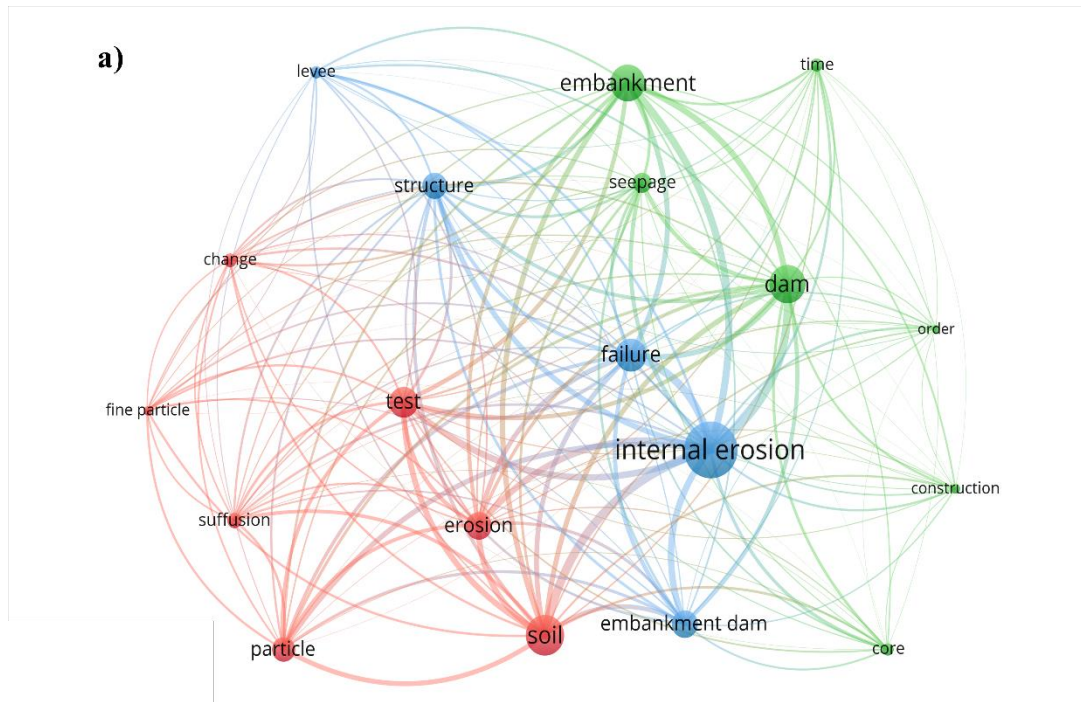 a)
levee
embankment
time
structure
seepage
change
dam
order
failure
test
fine particle
internal erosion
construction
suffusion
erosion
embankment dam
soil
particle
core